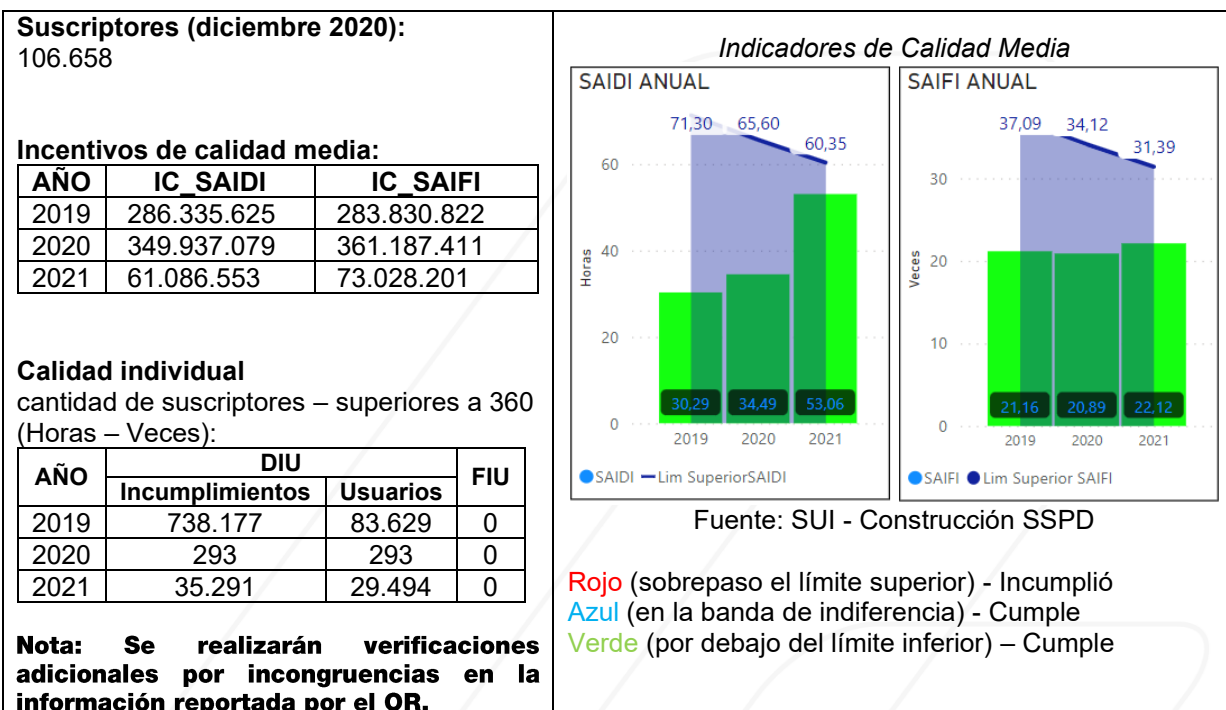 Suscriptores (diciembre 2020):
106.658
Incentivos de calidad media:
AÑO IC_SAIDI IC_SAIFI
2019 286.335.625 283.830.822
2020 349.937.079 361.187.411
2021 61.086.553 73.028.201
Calidad individual
cantidad de suscriptores – superiores a 360
(Horas – Veces):
AÑO DIU FIU
Incumplimientos Usuarios
2019 738.177 83.629 0
2020 293 293 0
2021 35.291 29.494 0
Nota: Se realizarán verificaciones
adicionales por incongruencias en la
información reportada por el OR.
Indicadores de Calidad Media
SAIDI ANUAL
71,30 65,60
60,35
60
40
20
0
Horas
30,29 34,49 53,06
2019 2020 2021
SAIDI Lim SuperiorSAIDI
SAIFI ANUAL
37,09 34,12
31,39
30
20
10
0
Veces
21,16 20,89 22,12
2019 2020 2021
SAIFI Lim Superior SAIFI
Fuente: SUI - Construcción SSPD
Rojo (sobrepaso el límite superior) - Incumplió
Azul (en la banda de indiferencia) - Cumple
Verde (por debajo del límite inferior) – Cumple